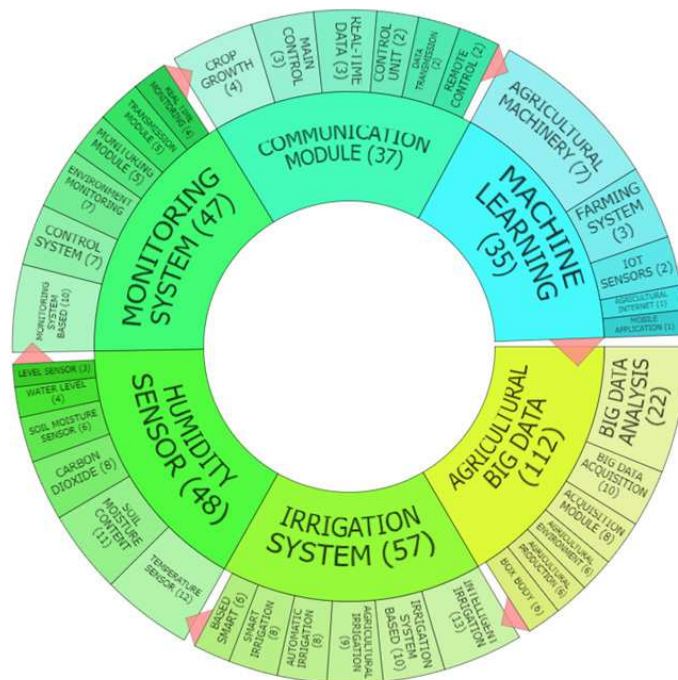 COMMUNICATION
MODULE (37)
CROP
GROWTH
(4)
MAIN
CONTROL
(3)
REAL-TIME
DATA (3)
CONTROL
UNIT (2)
DATA
TRANSMISSION
(2)
REMOTE
CONTROL (2)
MACHINE
LEARNING
(35)
AGRICULTURAL
MACHINERY (7)
FARMING
SYSTEM
(3)
IOT
SENSORS (2)
AGRICULTURAL
INTERNET (1)
MOBILE
APPLICATION (1)
AGRICULTURAL
BIG DATA
(112)
BIG DATA
ANALYSIS
(22)
BIG DATA
ACQUISITION
(10)
ACQUISITION
MODULE (8)
AGRICULTURAL
ENVIRONMENT (6)
AGRICULTURAL
PRODUCTION (6)
BOX BODY (6)
IRRIGATION
SYSTEM (57)
INTELLIGENT
IRRIGATION
(13)
IRRIGATION
SYSTEM
BASED (10)
AGRICULTURAL
IRRIGATION
(9)
AUTOMATIC
IRRIGATION
(8)
SMART
IRRIGATION
(8)
BASED
SMART (6)
HUMIDITY
SENSOR (48)
TEMPERATURE
SENSOR (12)
SOIL
MOISTURE
CONTENT
(11)
CARBON
DIOXIDE (8)
SOIL MOISTURE
SENSOR (6)
WATER LEVEL
(4)
LEVEL SENSOR (3)
MONITORING
SYSTEM (47)
MONITORING
SYSTEM
BASED (10)
CONTROL
SYSTEM (7)
ENVIRONMENT
MONITORING
(7)
MONITORING
MODULE (5)
TRANSMISSION
MODULE (5)
REAL TIME
MONITORING (4)